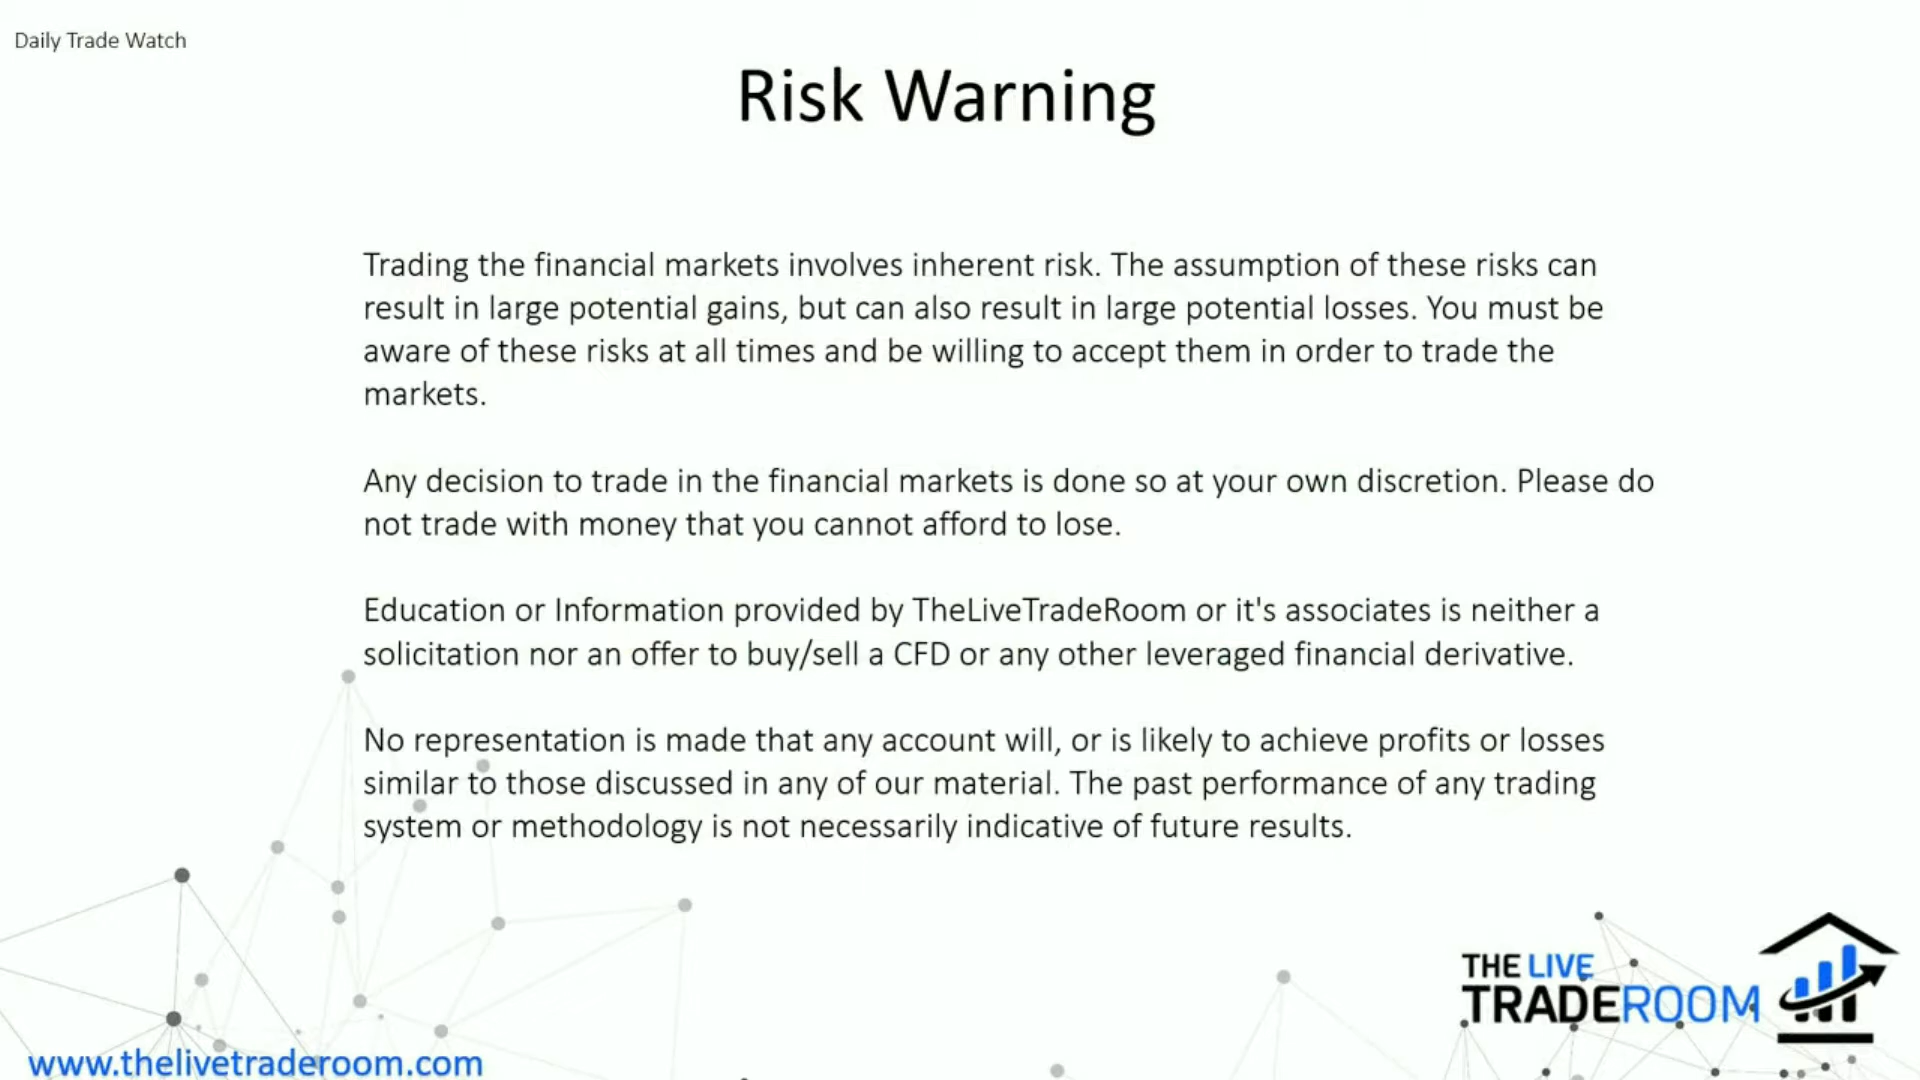 Daily Trade Watch
Risk Warning
Trading the financial markets involves inherent risk. The assumption of these risks can
result in large potential gains, but can also result in large potential losses. You must be
aware of these risks at all times and be willing to accept them in order to trade the
markets.
Any decision to trade in the financial markets is done so at your own discretion. Please do
not trade with money that you cannot afford to lose.
Education or Information provided by TheLiveTradeRoom or it's associates is neither a
solicitation nor an offer to buy/sell a CFD or any other leveraged financial derivative.
No representation is made that any account will, or is likely to achieve profits or losses
similar to those discussed in any of our material. The past performance of any trading
system or methodology is not necessarily indicative of future results.
THE LIVE
TRADEROOM
www.thelivetraderoom.com